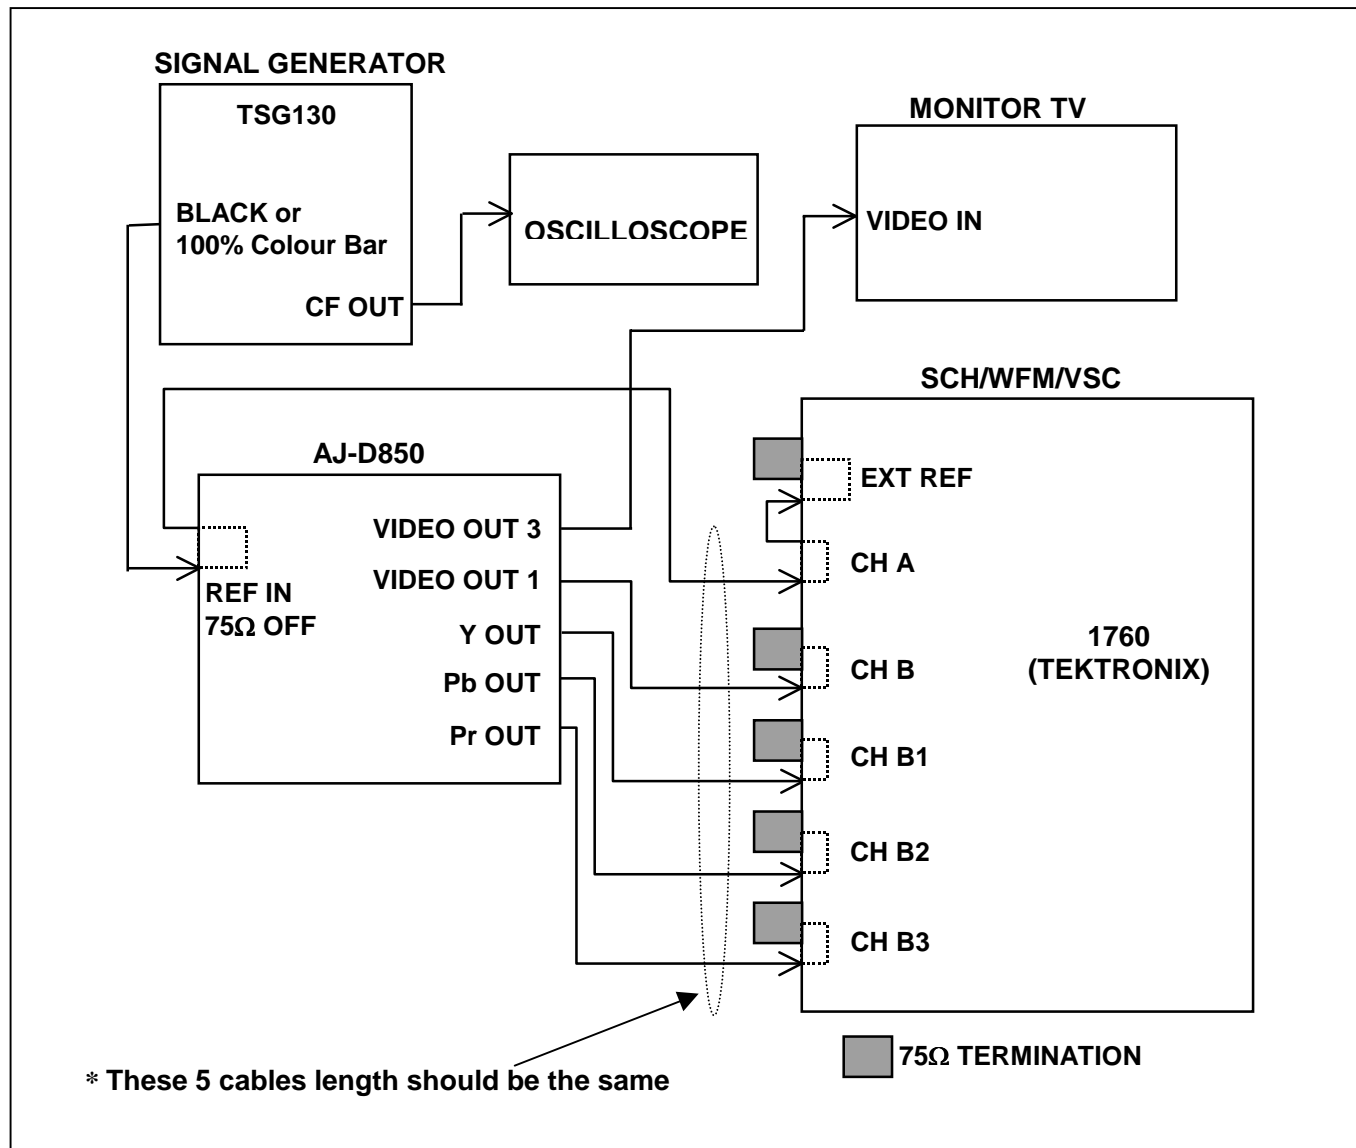 SIGNAL GENERATOR
TSG130
BLACK or
100% Colour Bar
CF OUT
OSCILLOSCOPE
MONITOR TV
VIDEO IN
SCH/WFM/VSC
AJ-D850
VIDEO OUT 3
VIDEO OUT 1
Y OUT
Pb OUT
Pr OUT
REF IN
75Ω OFF
EXT REF
CH A
CH B
CH B1
CH B2
CH B3
1760
(TEKTRONIX)
75Ω TERMINATION
* These 5 cables length should be the same